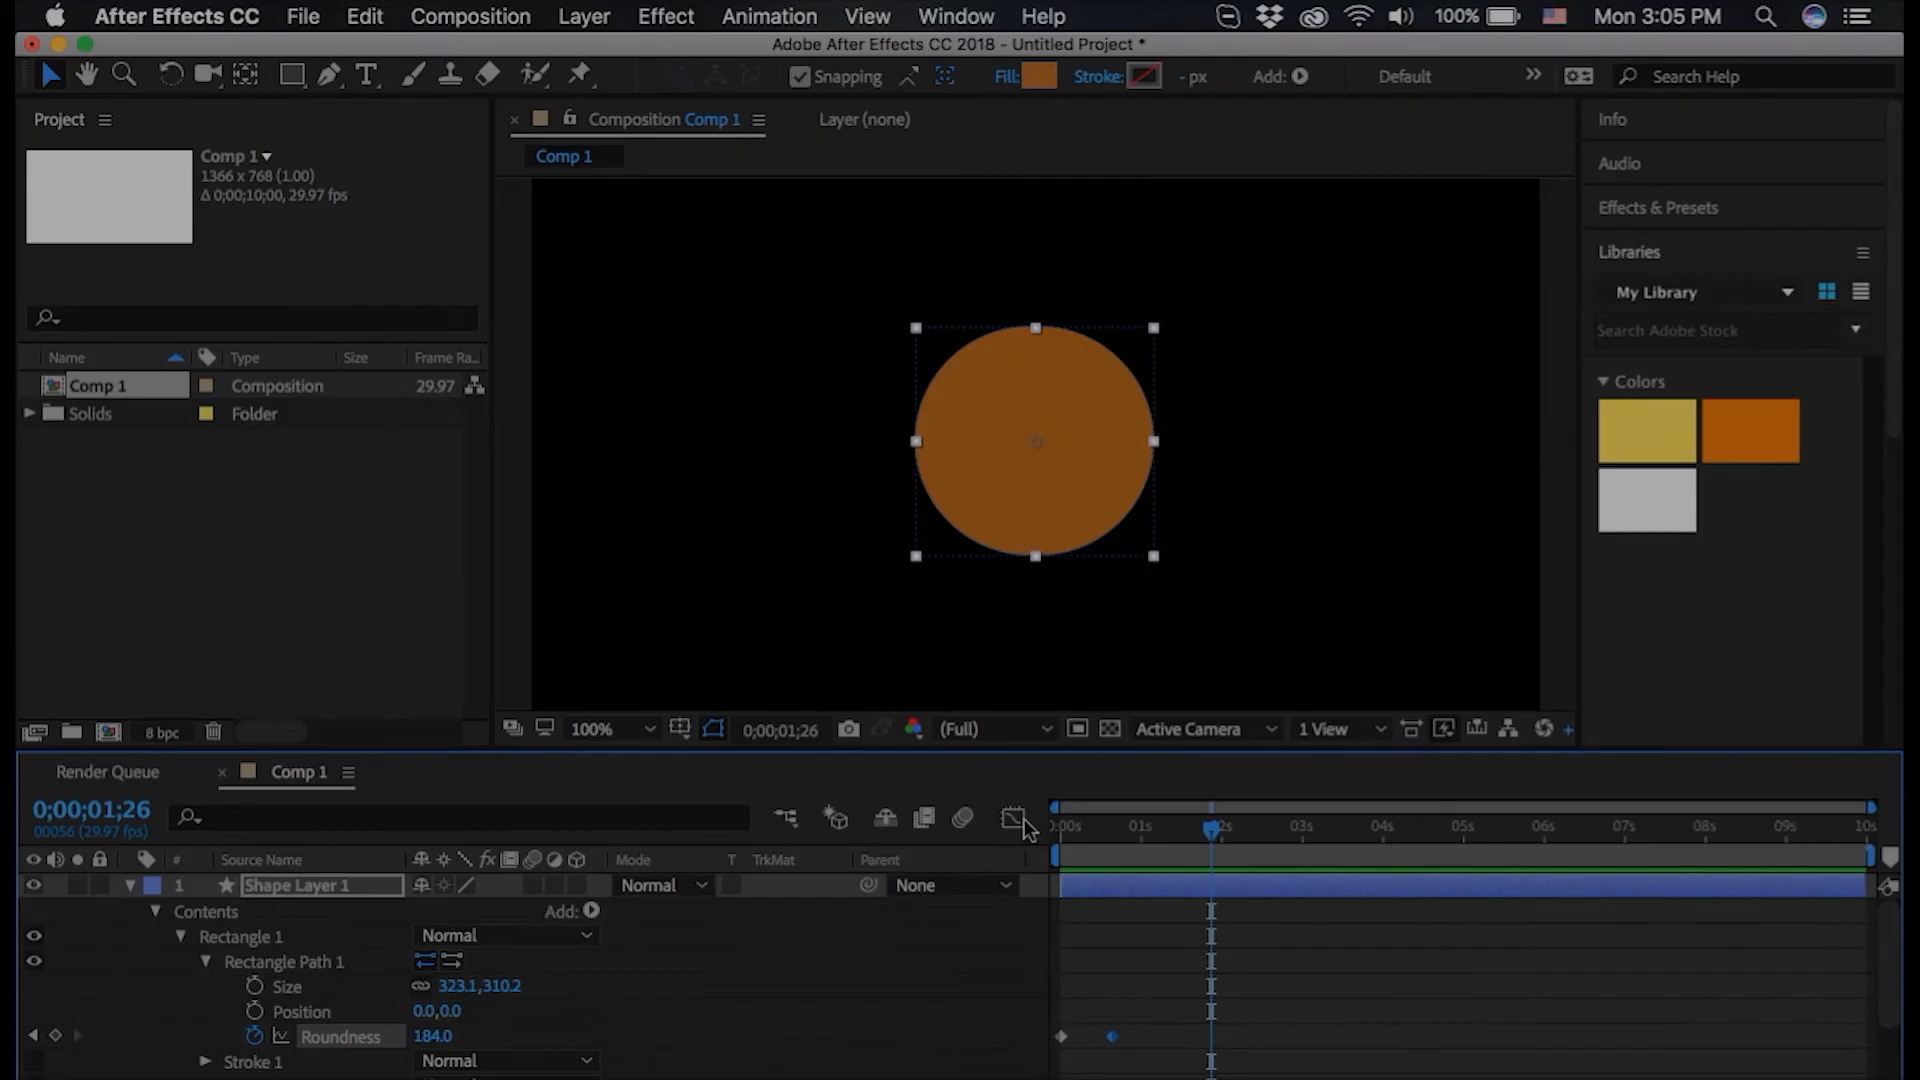 After Effects CC File Edit Composition Layer Effect Animation View Window Help 100% Mon 3:05 PM
Adobe After Effects CC 2018 - Untitled Project *
Snapping Fill: Stroke: - px Add: Default Search Help
Project
Composition Comp 1 Layer (none)
Comp 1
Comp 1
1366 x 768 (1.00)
Δ 0;00;10;00, 29.97 fps
Name Type Size Frame Ra...
Comp 1 Composition 29.97
Solids Folder
Info
Audio
Effects & Presets
Libraries
My Library
Search Adobe Stock
Colors
8 bpc
100% 0;00;01;26 (Full) Active Camera 1 View
Render Queue Comp 1
0;00;01;26
00056 (29.97 fps)
0:00s 01s 2s 03s 04s 05s 06s 07s 08s 09s 10s
# Source Name fx Mode T TrkMat Parent
1 Shape Layer 1 Normal None
Contents Add:
Rectangle 1 Normal
Rectangle Path 1
Size 323.1,310.2
Position 0.0,0.0
Roundness 184.0
Stroke 1 Normal